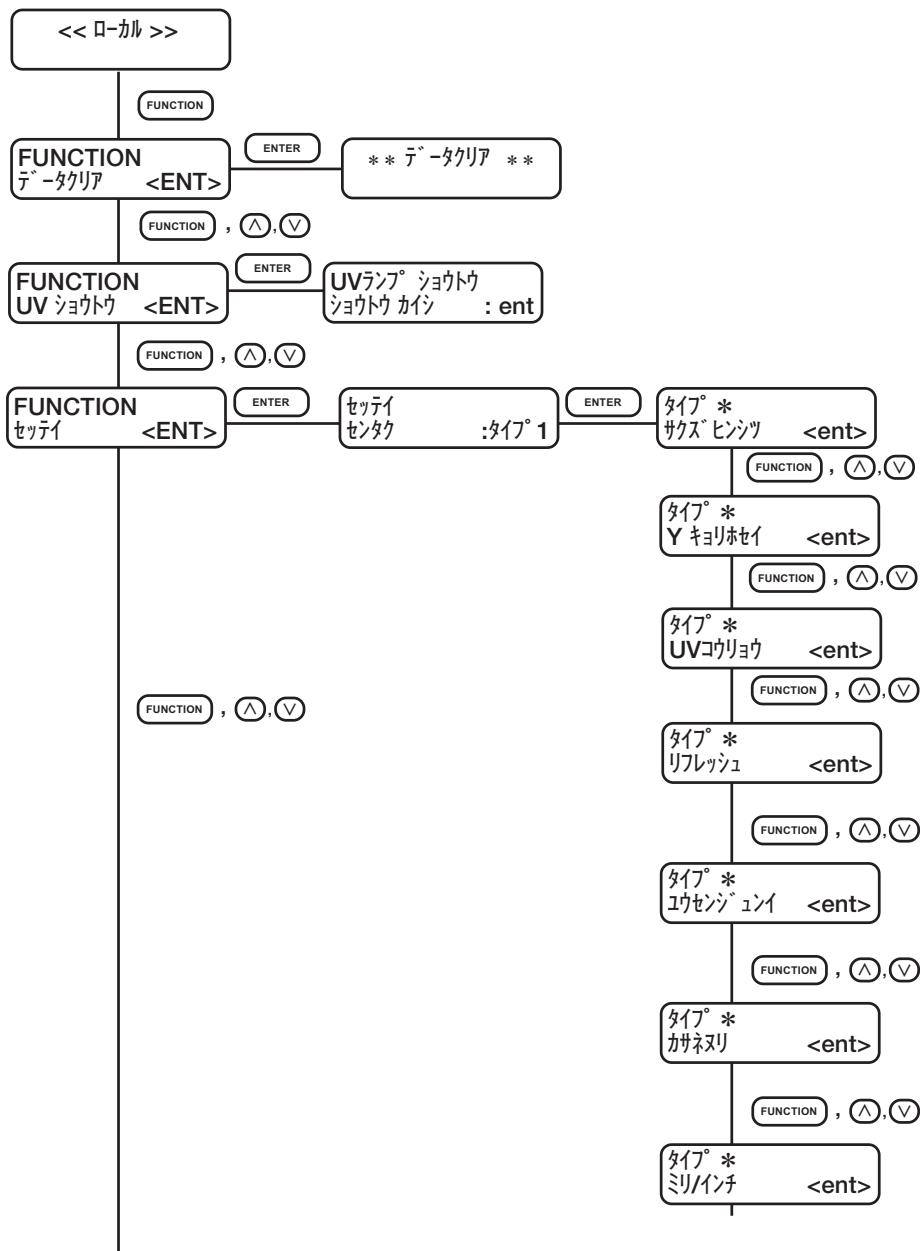 << ﾛｰｶﾙ >>
FUNCTION
FUNCTION
ﾃﾞｰﾀｸﾘｱ <ENT>
ENTER
** ﾃﾞｰﾀｸﾘｱ **
FUNCTION , ∧,∨
FUNCTION
UV ｼｮｳﾄｳ <ENT>
ENTER
UVﾗﾝﾌﾟ ｼｮｳﾄｳ
ｼｮｳﾄｳ ｶｲｼ : ent
FUNCTION , ∧,∨
FUNCTION
ｾｯﾃｲ <ENT>
ENTER
ｾｯﾃｲ
ｾﾝﾀｸ :ﾀｲﾌﾟ1
ENTER
ﾀｲﾌﾟ *
ｻｸｽﾞﾋﾝｼﾂ <ent>
FUNCTION , ∧,∨
ﾀｲﾌﾟ *
Y ｷｮﾘﾎｾｲ <ent>
FUNCTION , ∧,∨
ﾀｲﾌﾟ *
UVｺｳﾘｮｳ <ent>
FUNCTION , ∧,∨
FUNCTION , ∧,∨
ﾀｲﾌﾟ *
ﾘﾌﾚｯｼｭ <ent>
FUNCTION , ∧,∨
ﾀｲﾌﾟ *
ﾕｳｾﾝｼﾞｭﾝｲ <ent>
FUNCTION , ∧,∨
ﾀｲﾌﾟ *
ｶｻﾈﾇﾘ <ent>
FUNCTION , ∧,∨
ﾀｲﾌﾟ *
ﾐﾘ/ｲﾝﾁ <ent>